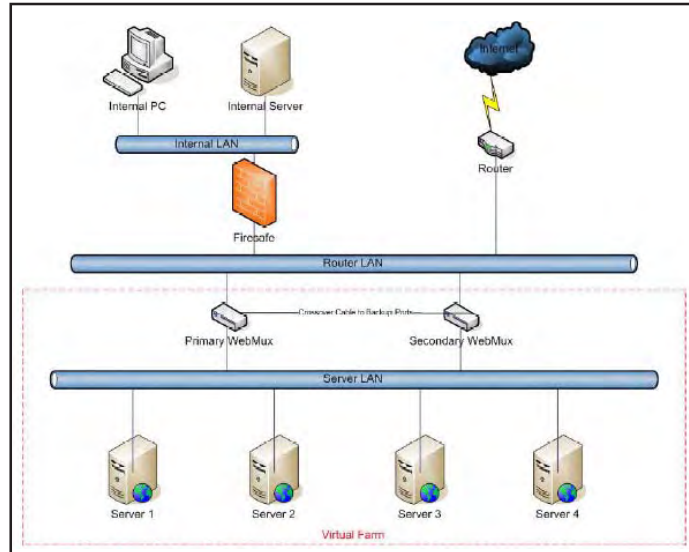 Internet
Internal PC
Internal Server
Internal LAN
Router
Firesafe
Router LAN
Crossover Cable to Backup Ports
Primary WebMux
Secondary WebMux
Server LAN
Server 1
Server 2
Server 3
Server 4
Virtual Farm